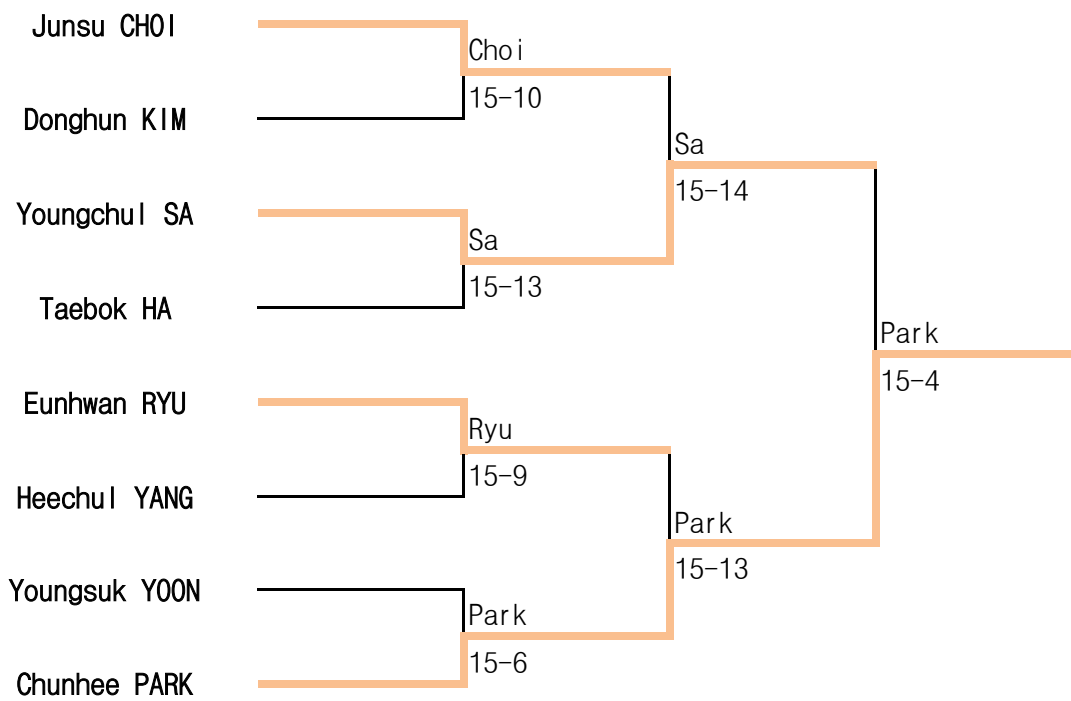 Junsu CHOI
Choi
15-10
Donghun KIM
Sa
15-14
Youngchul SA
Sa
15-13
Taebok HA
Park
15-4
Eunhwan RYU
Ryu
15-9
Heechul YANG
Park
15-13
Youngsuk YOON
Park
15-6
Chunhee PARK